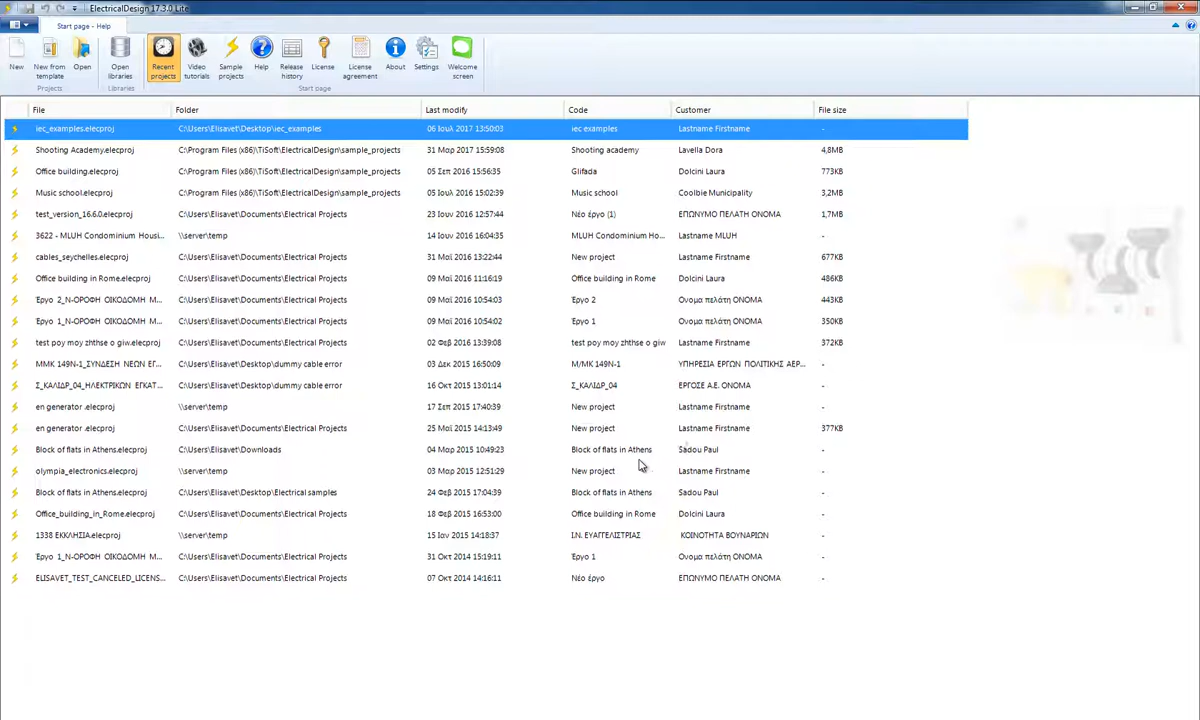 ElectricalDesign 17.3.0 Lite
Start page - Help
New
New from template
Open
Open libraries
Recent projects
Video tutorials
Sample projects
Help
Release history
License
License agreement
About
Settings
Welcome screen
Projects
Libraries
Start page
File Folder Last modify Code Customer File size
iec_examples.elecproj C:\Users\Elisavet\Desktop\iec_examples 06 Ιουλ 2017 13:50:03 iec examples Lastname Firstname -
Shooting Academy.elecproj C:\Program Files (x86)\TiSoft\ElectricalDesign\sample_projects 31 Μαρ 2017 15:59:08 Shooting academy Lavella Dora 4,8MB
Office building.elecproj C:\Program Files (x86)\TiSoft\ElectricalDesign\sample_projects 05 Σεπ 2016 15:56:35 Glifada Dolcini Laura 773KB
Music school.elecproj C:\Program Files (x86)\TiSoft\ElectricalDesign\sample_projects 05 Ιουλ 2016 15:02:39 Music school Coolbie Municipality 3,2MB
test_version_16.6.0.elecproj C:\Users\Elisavet\Documents\Electrical Projects 23 Ιουν 2016 12:57:44 Νέο έργο (1) ΕΠΩΝΥΜΟ ΠΕΛΑΤΗ ΟΝΟΜΑ 1,7MB
3622 - MLUH Condominium Housi... \\server\temp 14 Ιουν 2016 16:04:35 MLUH Condominium Ho... Lastname MLUH -
cables_seychelles.elecproj C:\Users\Elisavet\Documents\Electrical Projects 31 Μαϊ 2016 13:22:44 New project Lastname Firstname 677KB
Office building in Rome.elecproj C:\Users\Elisavet\Documents\Electrical Projects 09 Μαϊ 2016 11:16:19 Office building in Rome Dolcini Laura 486KB
Έργο 2_Ν-ΟΡΟΦΗ ΟΙΚΟΔΟΜΗ Μ... C:\Users\Elisavet\Documents\Electrical Projects 09 Μαϊ 2016 10:54:03 Έργο 2 Ονομα πελάτη ΟΝΟΜΑ 443KB
Έργο 1_Ν-ΟΡΟΦΗ ΟΙΚΟΔΟΜΗ Μ... C:\Users\Elisavet\Documents\Electrical Projects 09 Μαϊ 2016 10:54:02 Έργο 1 Ονομα πελάτη ΟΝΟΜΑ 350KB
test poy moy zhthse o giw.elecproj C:\Users\Elisavet\Documents\Electrical Projects 02 Φεβ 2016 13:39:08 test poy moy zhthse o giw Lastname Firstname 372KB
ΜΜΚ 149Ν-1_ΣΥΝΔΕΣΗ ΝΕΩΝ ΕΓ... C:\Users\Elisavet\Desktop\dummy cable error 03 Δεκ 2015 16:50:09 Μ/ΜΚ 149Ν-1 ΥΠΗΡΕΣΙΑ ΕΡΓΩΝ ΠΟΛΙΤΙΚΗΣ ΑΕΡ... -
Σ_ΚΑΛΙΔΡ_04_ΗΛΕΚΤΡΙΚΩΝ ΕΓΚΑΤ... C:\Users\Elisavet\Desktop\dummy cable error 16 Οκτ 2015 13:01:14 Σ_ΚΑΛΙΔΡ_04 ΕΡΓΟΣΕ Α.Ε. ΟΝΟΜΑ -
en generator .elecproj \\server\temp 17 Σεπ 2015 17:40:39 New project Lastname Firstname -
en generator .elecproj C:\Users\Elisavet\Documents\Electrical Projects 25 Μαϊ 2015 14:13:49 New project Lastname Firstname 377KB
Block of flats in Athens.elecproj C:\Users\Elisavet\Downloads 04 Μαρ 2015 10:49:23 Block of flats in Athens Sadou Paul -
olympia_electronics.elecproj \\server\temp 03 Μαρ 2015 12:51:29 New project Lastname Firstname -
Block of flats in Athens.elecproj C:\Users\Elisavet\Desktop\Electrical samples 24 Φεβ 2015 17:04:39 Block of flats in Athens Sadou Paul -
Office_building_in_Rome.elecproj C:\Users\Elisavet\Documents\Electrical Projects 18 Φεβ 2015 16:53:00 Office building in Rome Dolcini Laura -
1338 ΕΚΚΛΗΣΙΑ.elecproj \\server\temp 15 Ιαν 2015 14:18:37 Ι.Ν. ΕΥΑΓΓΕΛΙΣΤΡΙΑΣ ΚΟΙΝΟΤΗΤΑ ΒΟΥΝΑΡΙΩΝ -
Έργο 1_Ν-ΟΡΟΦΗ ΟΙΚΟΔΟΜΗ Μ... C:\Users\Elisavet\Documents\Electrical Projects 31 Οκτ 2014 15:19:11 Έργο 1 Ονομα πελάτη ΟΝΟΜΑ -
ELISAVET_TEST_CANCELED_LICENS... C:\Users\Elisavet\Documents\Electrical Projects 07 Οκτ 2014 14:16:11 Νέο έργο ΕΠΩΝΥΜΟ ΠΕΛΑΤΗ ΟΝΟΜΑ -